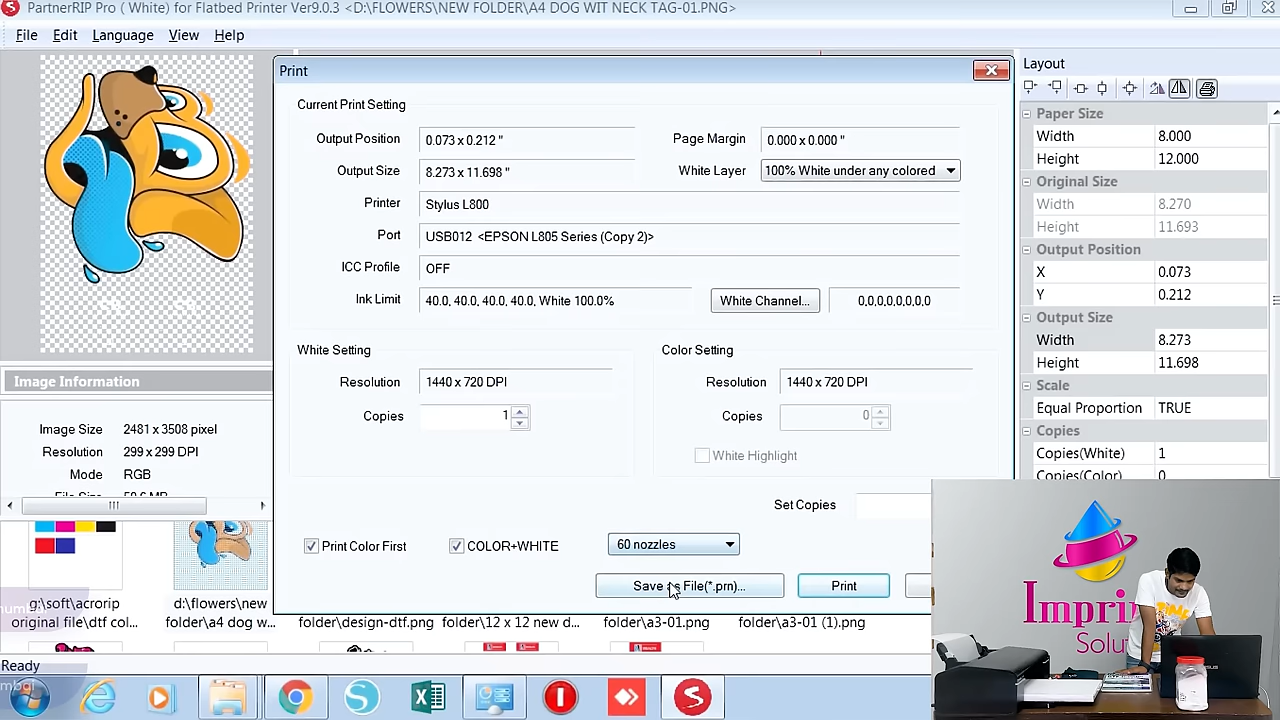 PartnerRIP Pro ( White) for Flatbed Printer Ver9.0.3 <D:\FLOWERS\NEW FOLDER\A4 DOG WIT NECK TAG-01.PNG>
File Edit Language View Help
Print
Current Print Setting
Output Position 0.073 x 0.212 " Page Margin 0.000 x 0.000 "
Output Size 8.273 x 11.698 " White Layer 100% White under any colored
Printer Stylus L800
Port USB012 <EPSON L805 Series (Copy 2)>
ICC Profile OFF
Ink Limit 40.0, 40.0, 40.0, 40.0, White 100.0% White Channel... 0,0,0,0,0,0,0
White Setting Color Setting
Resolution 1440 x 720 DPI Resolution 1440 x 720 DPI
Copies 1 Copies 0
White Highlight
Set Copies
Print Color First COLOR+WHITE 60 nozzles
Save as File(*.prn)... Print
Layout
Paper Size
Width 8.000
Height 12.000
Original Size
Width 8.270
Height 11.693
Output Position
X 0.073
Y 0.212
Output Size
Width 8.273
Height 11.698
Scale
Equal Proportion TRUE
Copies
Copies(White) 1
Copies(Color) 0
Image Information
Image Size 2481 x 3508 pixel
Resolution 299 x 299 DPI
Mode RGB
g:\soft\acrorip
original file\dtf col...
d:\flowers\new
folder\a4 dog w...
folder\design-dtf.png
folder\12 x 12 new d...
folder\a3-01.png
folder\a3-01 (1).png
Ready